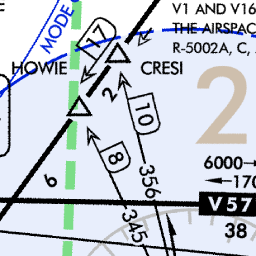 V1 AND V16
THE AIRSPAC
R-5002A, C,
MODE
17
HOWIE
CRESI
2
2
10
8
6000→
←170
356
6
V57
345
38